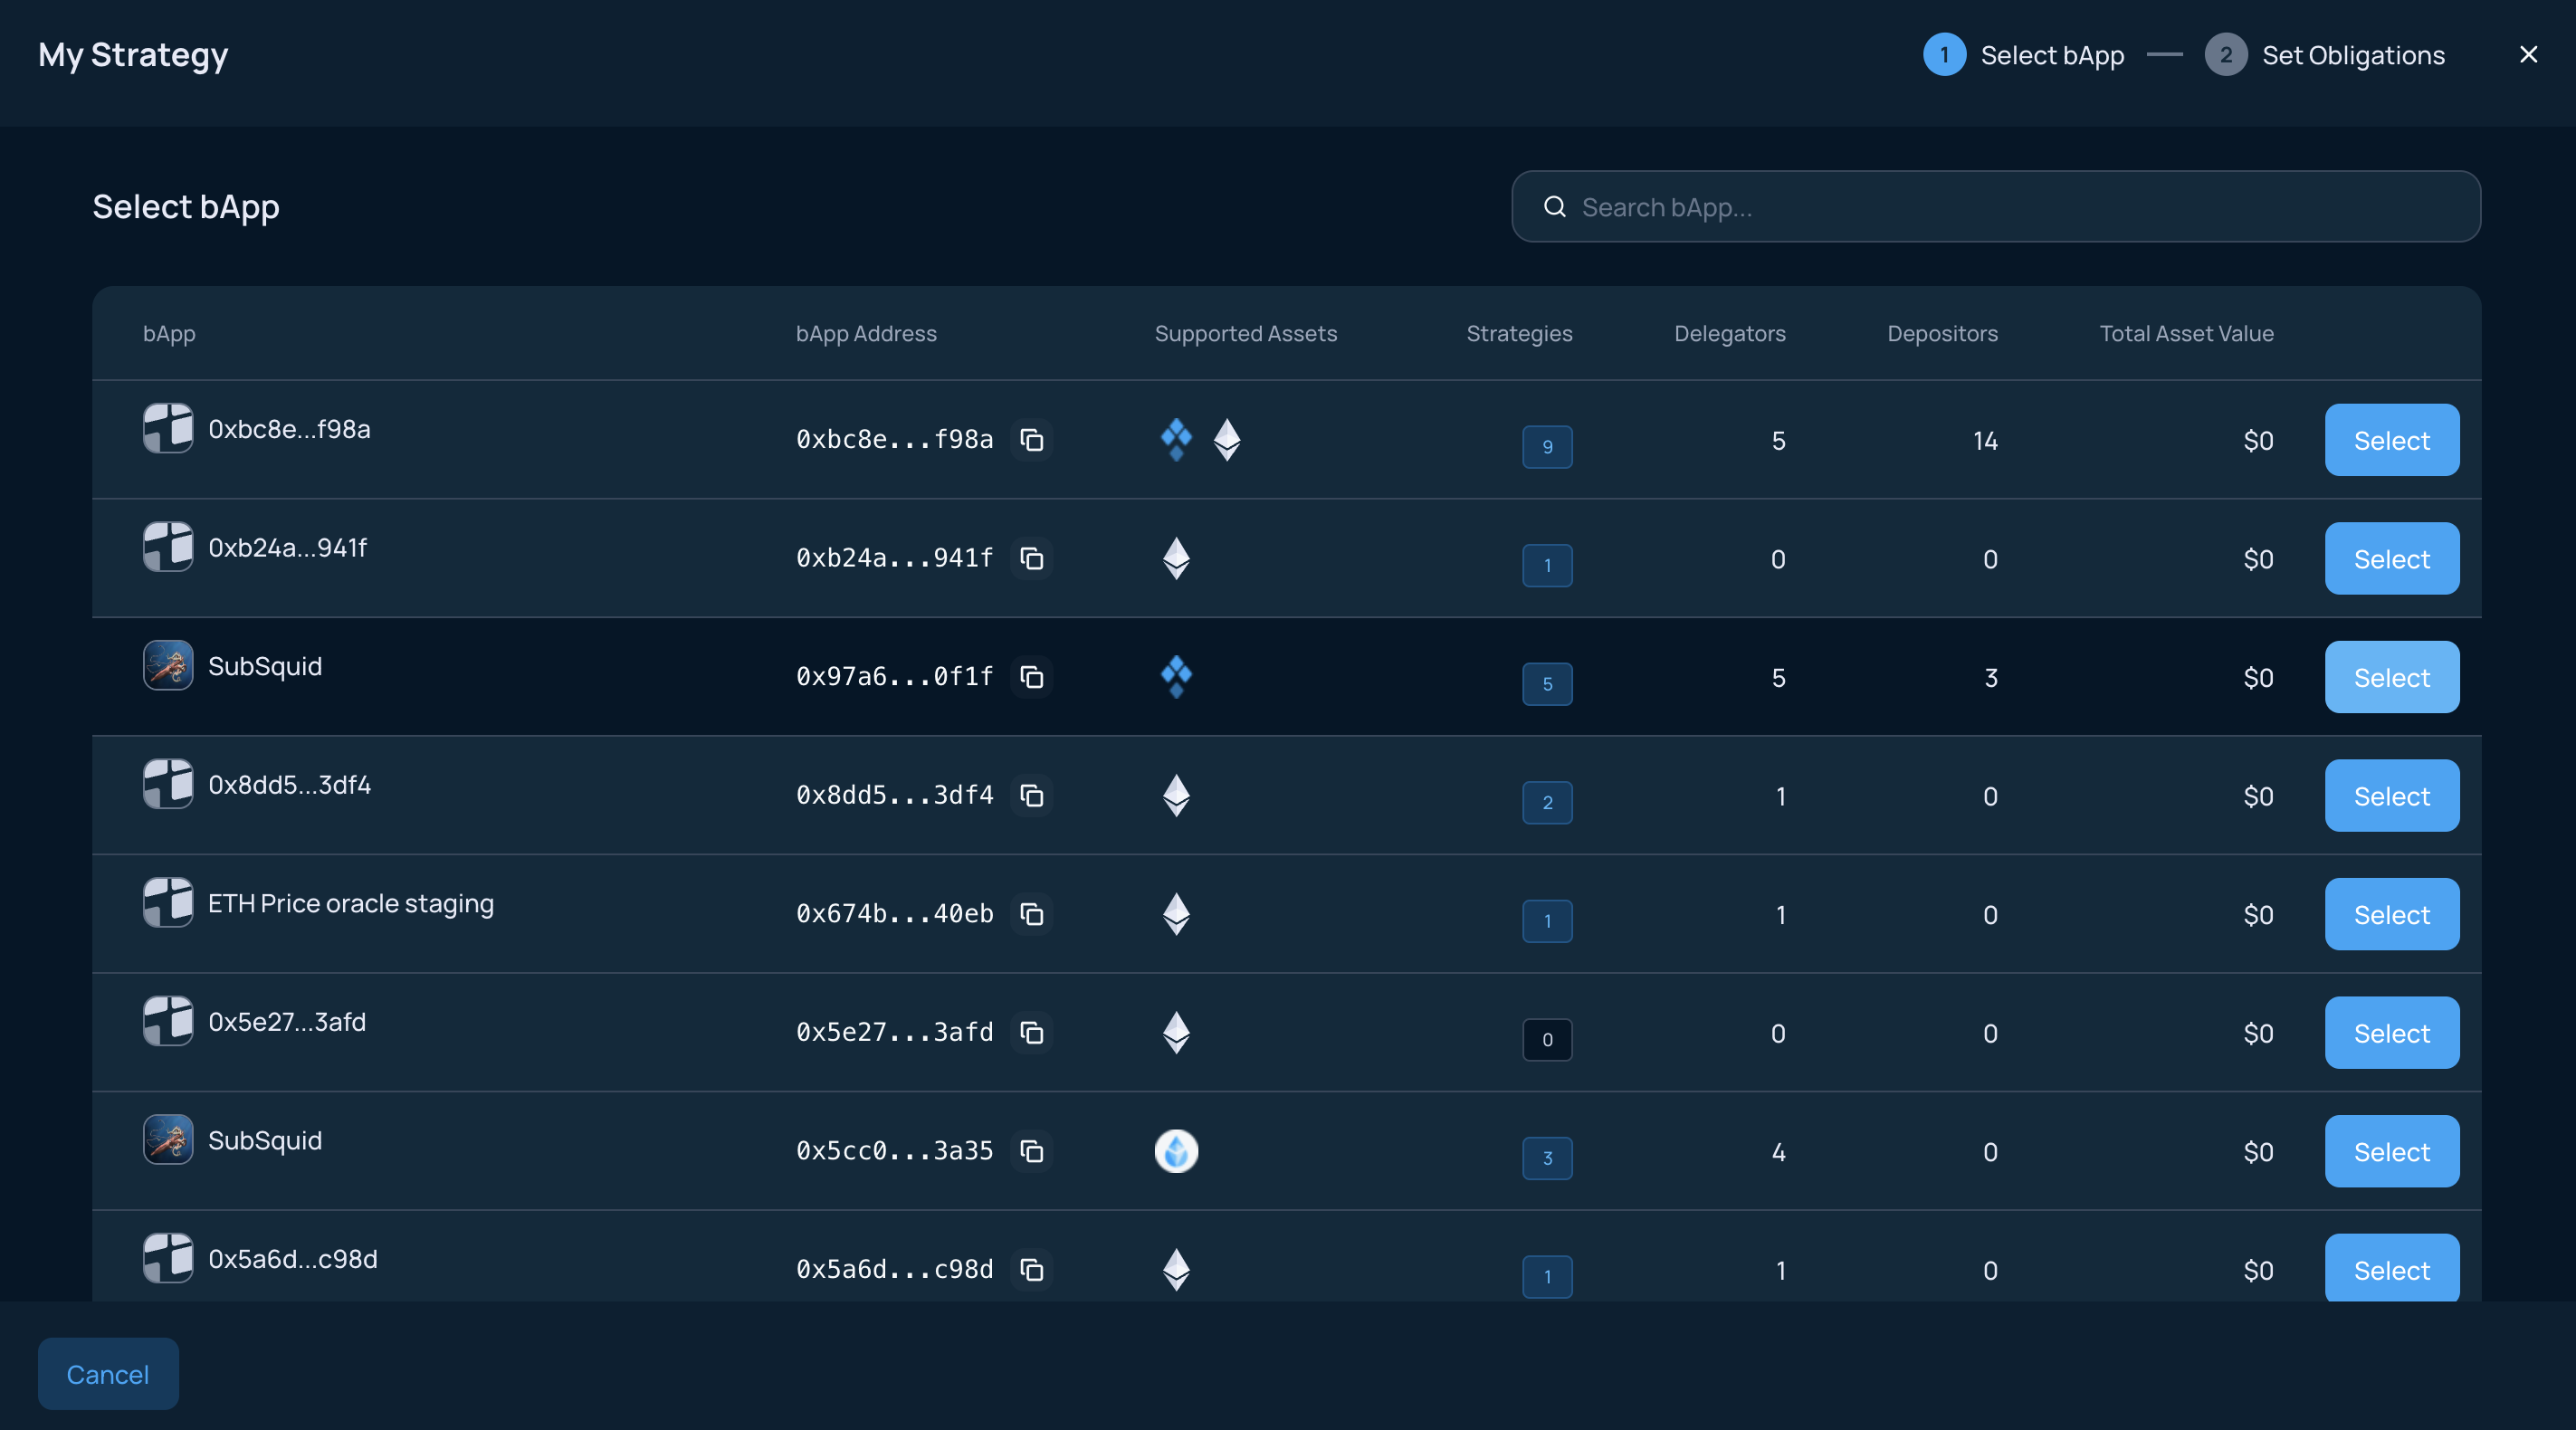 My Strategy
1 Select bApp — 2 Set Obligations
Select bApp
Search bApp...
bApp bApp Address Supported Assets Strategies Delegators Depositors Total Asset Value
0xbc8e...f98a 0xbc8e...f98a 9 5 14 $0 Select
0xb24a...941f 0xb24a...941f 1 0 0 $0 Select
SubSquid 0x97a6...0f1f 5 5 3 $0 Select
0x8dd5...3df4 0x8dd5...3df4 2 1 0 $0 Select
ETH Price oracle staging 0x674b...40eb 1 1 0 $0 Select
0x5e27...3afd 0x5e27...3afd 0 0 0 $0 Select
SubSquid 0x5cc0...3a35 3 4 0 $0 Select
0x5a6d...c98d 0x5a6d...c98d 1 1 0 $0 Select
Cancel